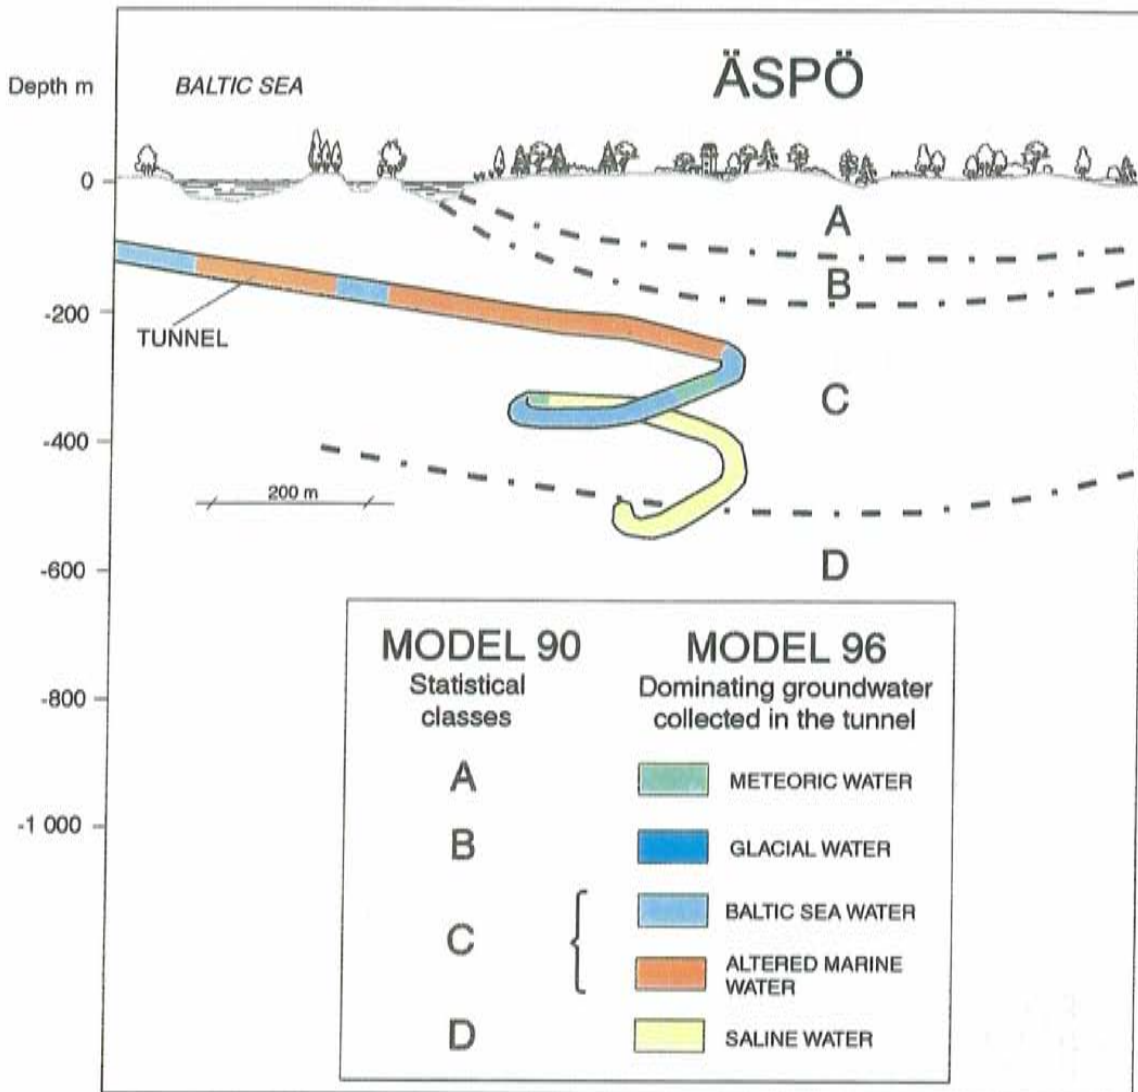 ÄSPÖ
Depth m
BALTIC SEA
0
A
B
-200
TUNNEL
C
-400
200 m
D
-600
MODEL 90
Statistical
classes
MODEL 96
Dominating groundwater
collected in the tunnel
-800
A
METEORIC WATER
-1 000
B
GLACIAL WATER
C
BALTIC SEA WATER
ALTERED MARINE
WATER
D
SALINE WATER